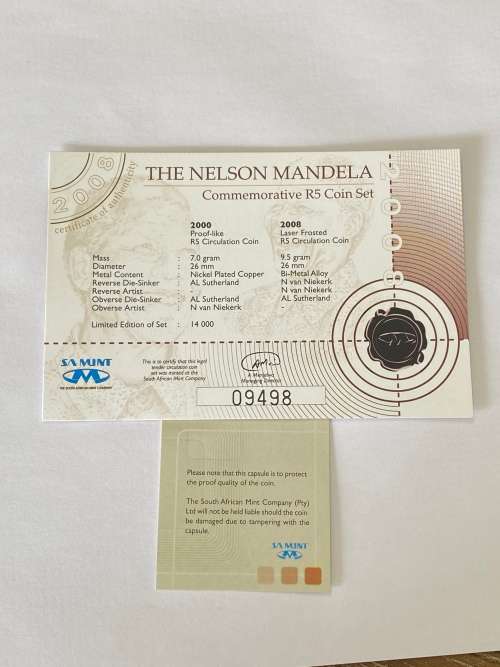 2008
certificate of authenticity
THE NELSON MANDELA
Commemorative R5 Coin Set
2008
2000 2008
Proof-like Laser Frosted
R5 Circulation Coin R5 Circulation Coin
Mass : 7.0 gram 9.5 gram
Diameter : 26 mm 26 mm
Metal Content : Nickel Plated Copper Bi-Metal Alloy
Reverse Die-Sinker : AL Sutherland N van Niekerk
Reverse Artist : - N van Niekerk
Obverse Die-Sinker : AL Sutherland AL Sutherland
Obverse Artist : N van Niekerk -
Limited Edition of Set : 14 000
SA MINT
THE SOUTH AFRICAN MINT COMPANY
This is to certify that this legal
tender circulation coin
set was minted at the
South African Mint Company
Managing Director
09498
Please note that this capsule is to protect
the proof quality of the coin.
The South African Mint Company (Pty)
Ltd will not be held liable should the coin
be damaged due to tampering with the
capsule.
SA MINT